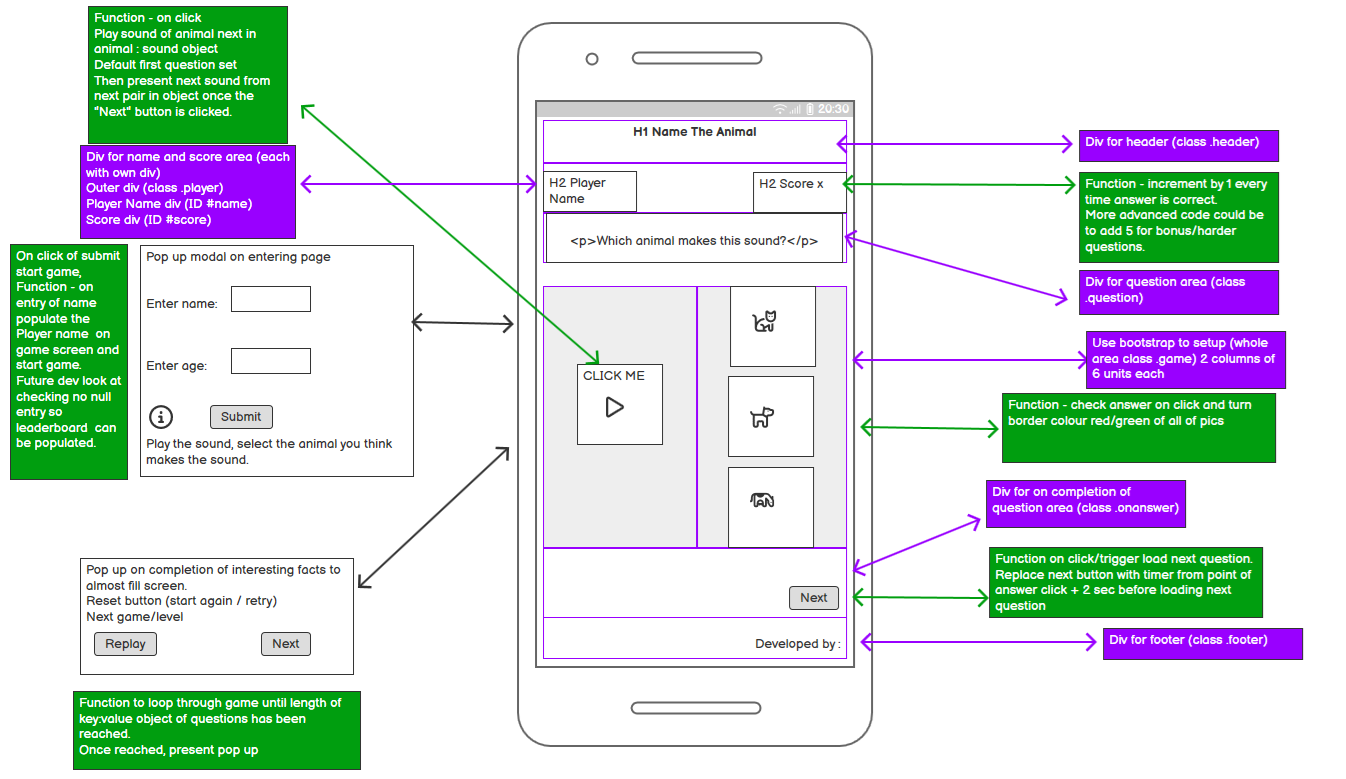 Function - on click
Play sound of animal next in
animal : sound object
Default first question set
Then present next sound from
next pair in object once the
"Next" button is clicked.
Div for name and score area (each
with own div)
Outer div (class .player)
Player Name div (ID #name)
Score div (ID #score)
On click of submit
start game,
Function - on
entry of name
populate the
Player name on
game screen and
start game.
Future dev look at
checking no null
entry so
leaderboard can
be populated.
Pop up modal on entering page
Enter name:
Enter age:
Submit
Play the sound, select the animal you think
makes the sound.
Pop up on completion of interesting facts to
almost fill screen.
Reset button (start again / retry)
Next game/level
Replay
Next
Function to loop through game until length of
key:value object of questions has been
reached.
Once reached, present pop up
20:30
H1 Name The Animal
H2 Player
Name
H2 Score x
<p>Which animal makes this sound?</p>
CLICK ME
Next
Developed by :
Div for header (class .header)
Function - increment by 1 every
time answer is correct.
More advanced code could be
to add 5 for bonus/harder
questions.
Div for question area (class
.question)
Use bootstrap to setup (whole
area class .game) 2 columns of
6 units each
Function - check answer on click and turn
border colour red/green of all of pics
Div for on completion of
question area (class .onanswer)
Function on click/trigger load next question.
Replace next button with timer from point of
answer click + 2 sec before loading next
question
Div for footer (class .footer)